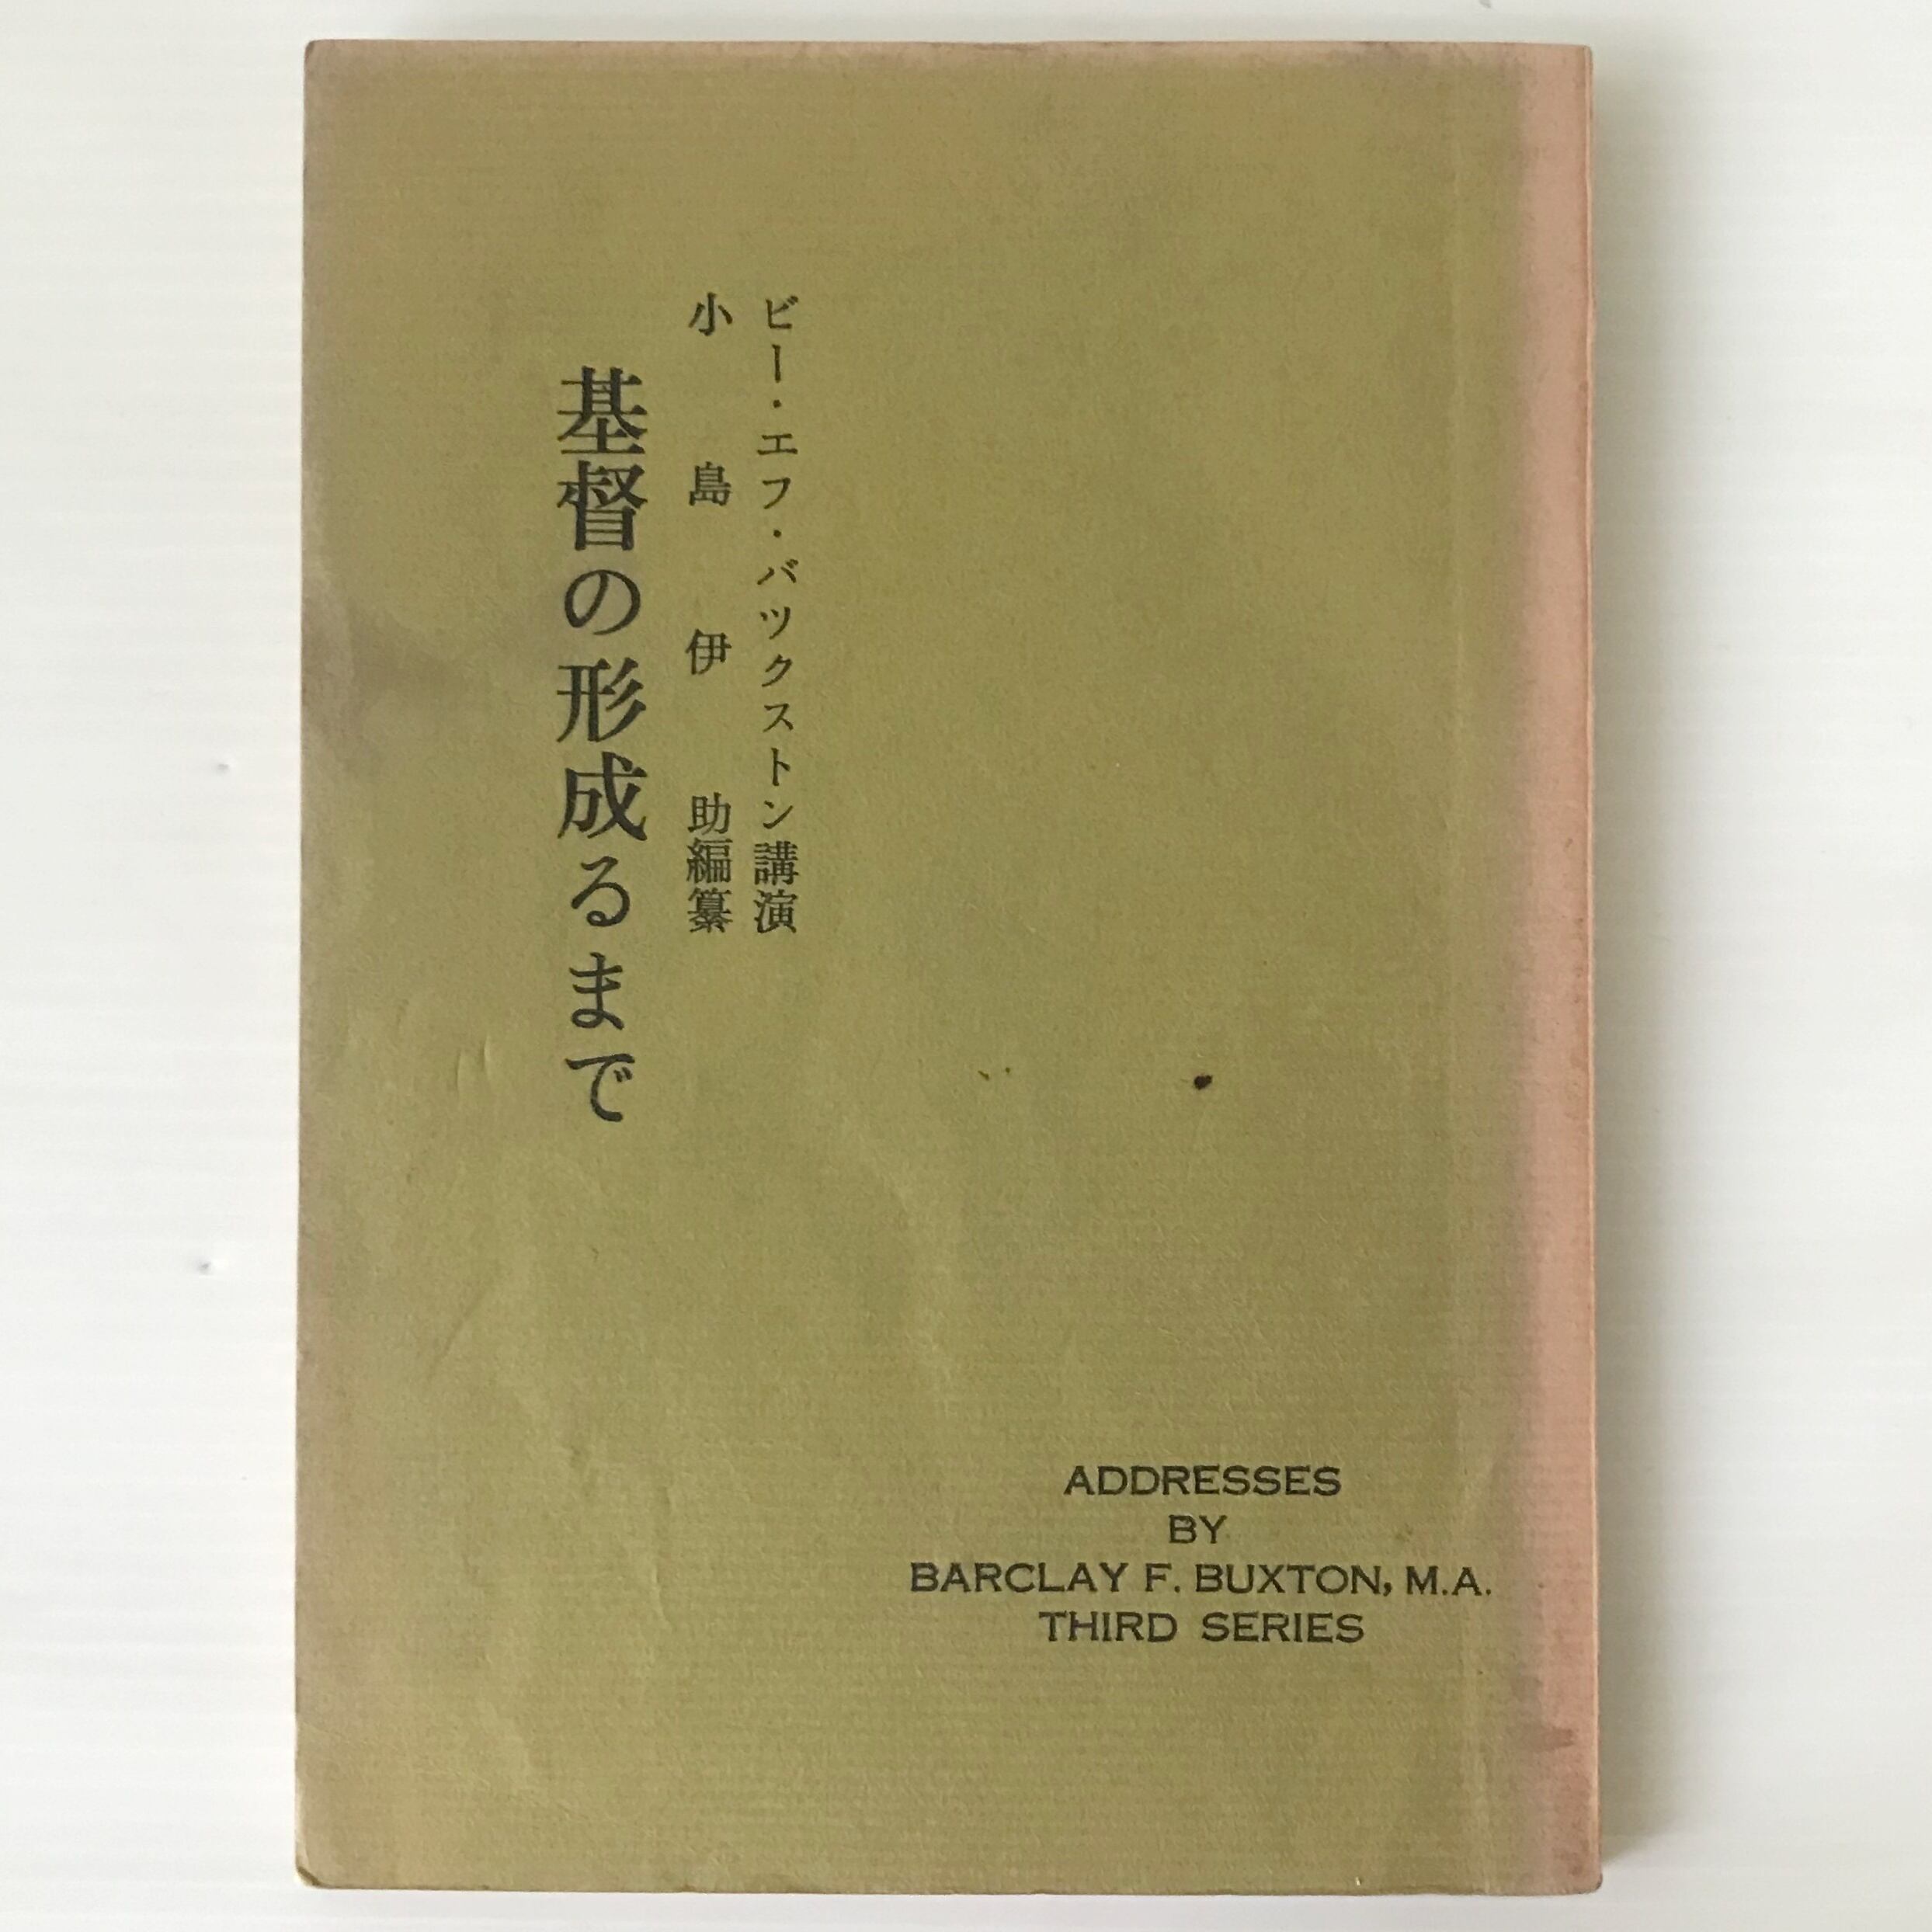 ビー・エフ・バツクストン講演
小島伊助編纂
基督の形成るまで
ADDRESSES
BY
BARCLAY F. BUXTON, M.A.
THIRD SERIES